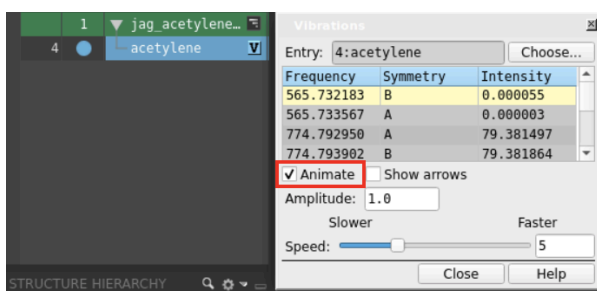 1 jag_acetylene…
4 acetylene V
STRUCTURE HIERARCHY
Vibrations
Entry: 4:acetylene Choose...
Frequency Symmetry Intensity
565.732183 B 0.000055
565.733567 A 0.000003
774.792950 A 79.381497
774.793902 B 79.381864
Animate Show arrows
Amplitude: 1.0
Slower Faster
Speed: 5
Close Help